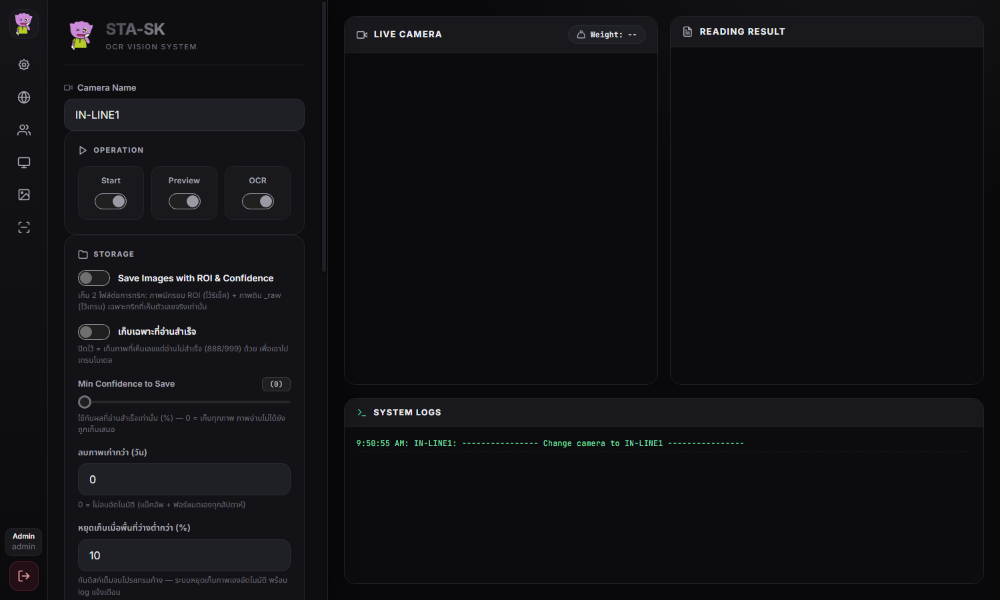 STA-SK
OCR VISION SYSTEM
Camera Name
IN-LINE1
OPERATION
Start
Preview
OCR
STORAGE
Save Images with ROI & Confidence
เก็บ 2 ไฟล์ต่อการทริก: ภาพมีกรอบ ROI (ไว้รีเช็ค) + ภาพดิบ _raw
(ไว้เทรน) เฉพาะทริกที่เห็นตัวเลขจริงเท่านั้น
เก็บเฉพาะที่อ่านสำเร็จ
ปิดไว้ = เก็บภาพที่เห็นเลขแต่อ่านไม่สำเร็จ (888/999) ด้วย เพื่อเอาไป
เทรนโมเดล
Min Confidence to Save
(0)
ใช้กับผลที่อ่านสำเร็จเท่านั้น (%) — 0 = เก็บทุกภาพ ภาพอ่านไม่ได้ยัง
ถูกเก็บเสมอ
ลบภาพเก่ากว่า (วัน)
0
0 = ไม่ลบอัตโนมัติ (แบ็คอัพ + ฟอร์แมตเองทุกสัปดาห์)
หยุดเก็บเมื่อพื้นที่ว่างต่ำกว่า (%)
10
กันดิสก์เต็มจนโปรแกรมค้าง — ระบบหยุดเก็บภาพเองอัตโนมัติ พร้อม
log แจ้งเตือน
Admin
admin
LIVE CAMERA
Weight: --
READING RESULT
SYSTEM LOGS
9:50:55 AM: IN-LINE1: ---------------- Change camera to IN-LINE1 ----------------